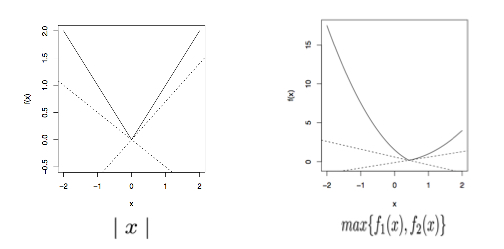 2.0
1.5
1.0
0.5
0.0
−0.5
f(x)
−2 −1 0 1 2
x
| x |
15
10
5
0
f(x)
−2 −1 0 1 2
x
max{f₁(x), f₂(x)}